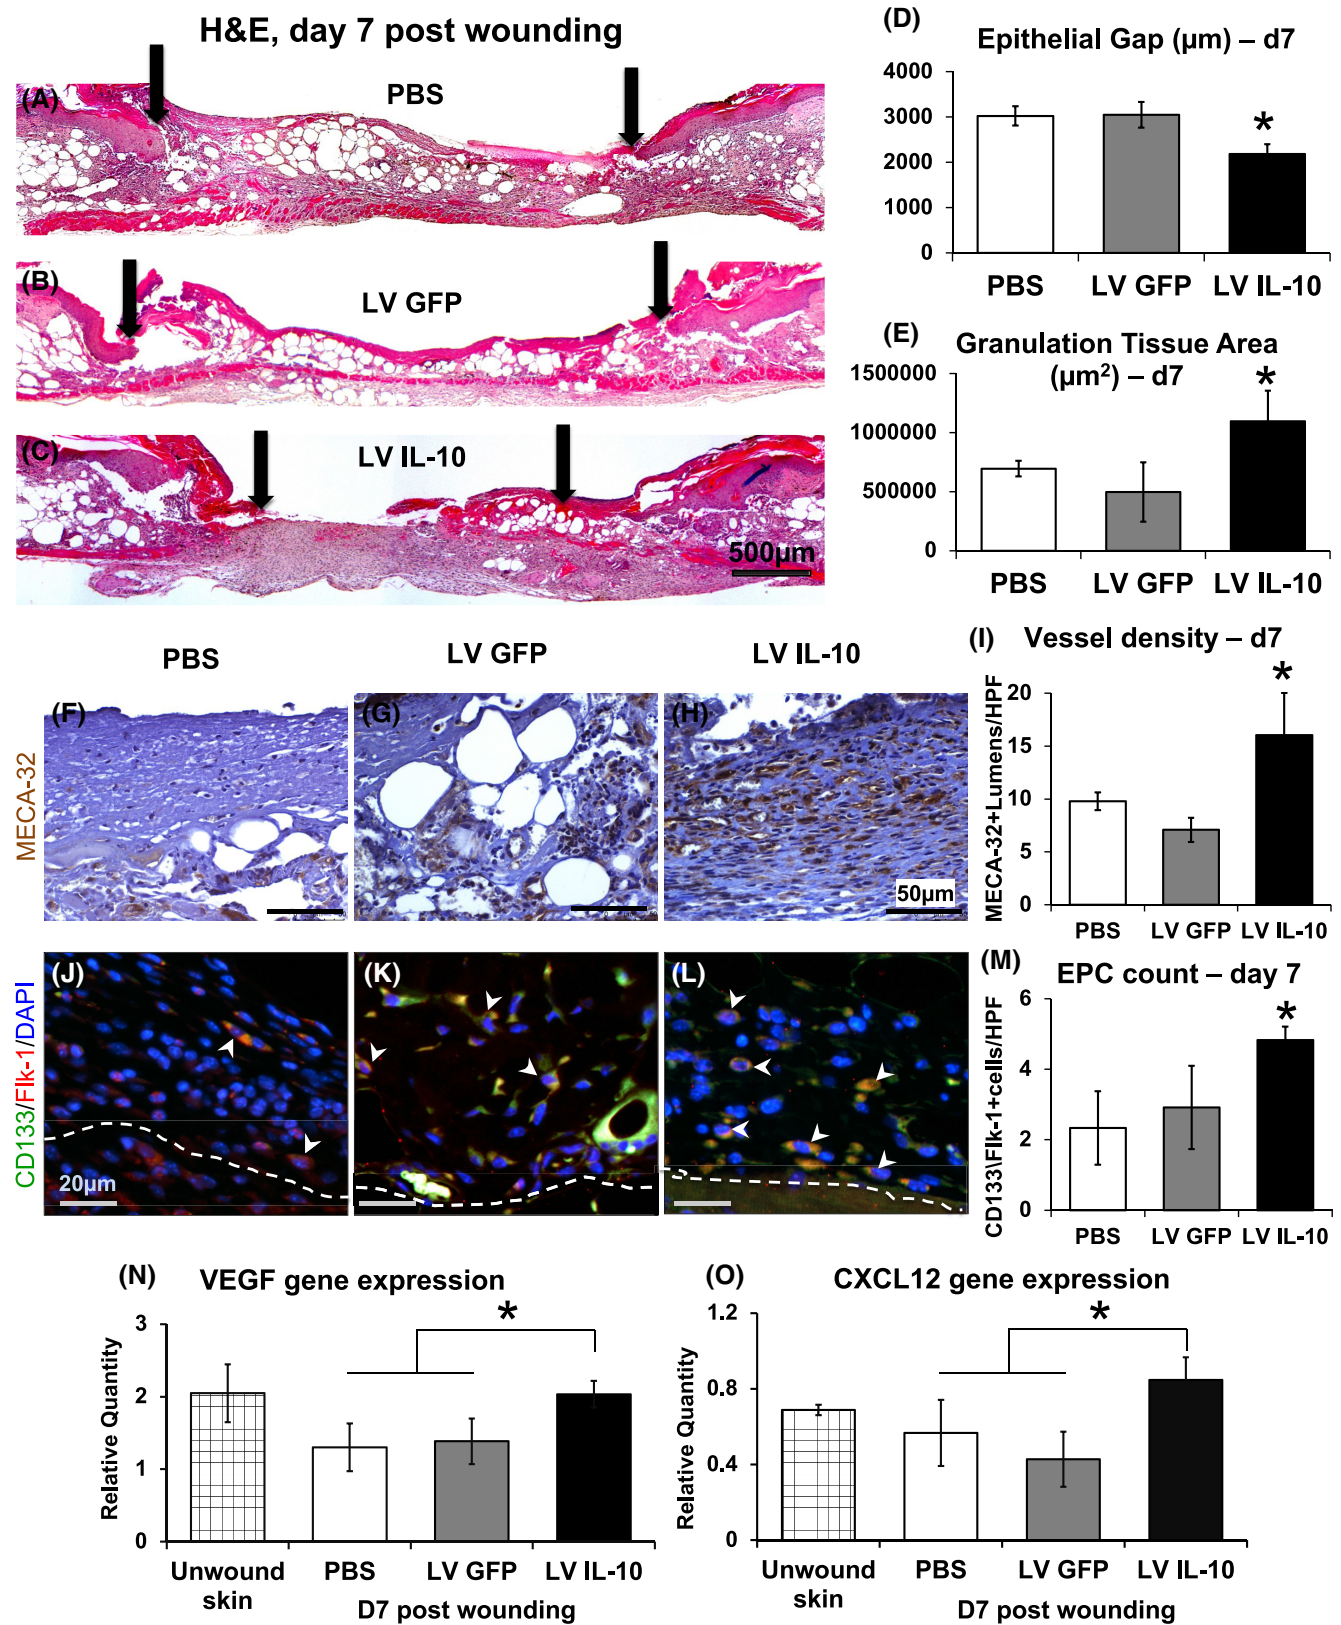 H&E, day 7 post wounding
(A)
PBS
(B)
LV GFP
(C)
LV IL-10
500µm
(D)
Epithelial Gap (µm) – d7
4000
3000
2000
1000
0
*
PBS LV GFP LV IL-10
(E)
Granulation Tissue Area
(µm²) – d7
1500000
1000000
500000
0
*
PBS LV GFP LV IL-10
PBS LV GFP LV IL-10
MECA-32
(F) (G) (H)
50µm
(I) Vessel density – d7
MECA-32+Lumens/HPF
20
15
10
5
0
*
PBS LV GFP LV IL-10
CD133/Flk-1/DAPI
(J) (K) (L)
20µm
(M) EPC count – day 7
CD133\Flk-1+cells/HPF
6
4
2
0
*
PBS LV GFP LV IL-10
(N) VEGF gene expression
Relative Quantity
3
2
1
0
*
Unwound
skin
PBS LV GFP LV IL-10
D7 post wounding
(O) CXCL12 gene expression
Relative Quantity
1.2
0.8
0.4
0
*
Unwound
skin
PBS LV GFP LV IL-10
D7 post wounding